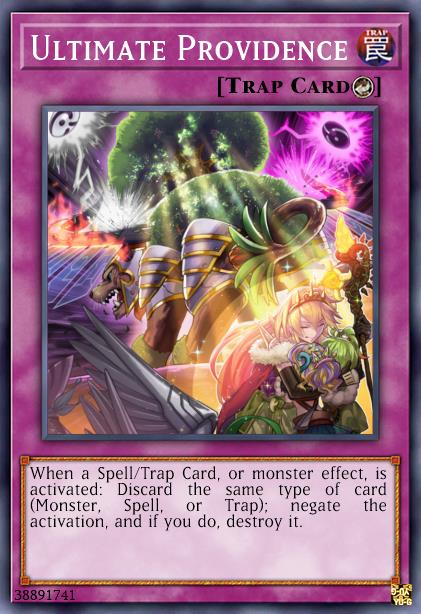 ULTIMATE PROVIDENCE
TRAP
罠
[TRAP CARD]
When a Spell/Trap Card, or monster effect, is
activated: Discard the same type of card
(Monster, Spell, or Trap); negate the
activation, and if you do, destroy it.
38891741